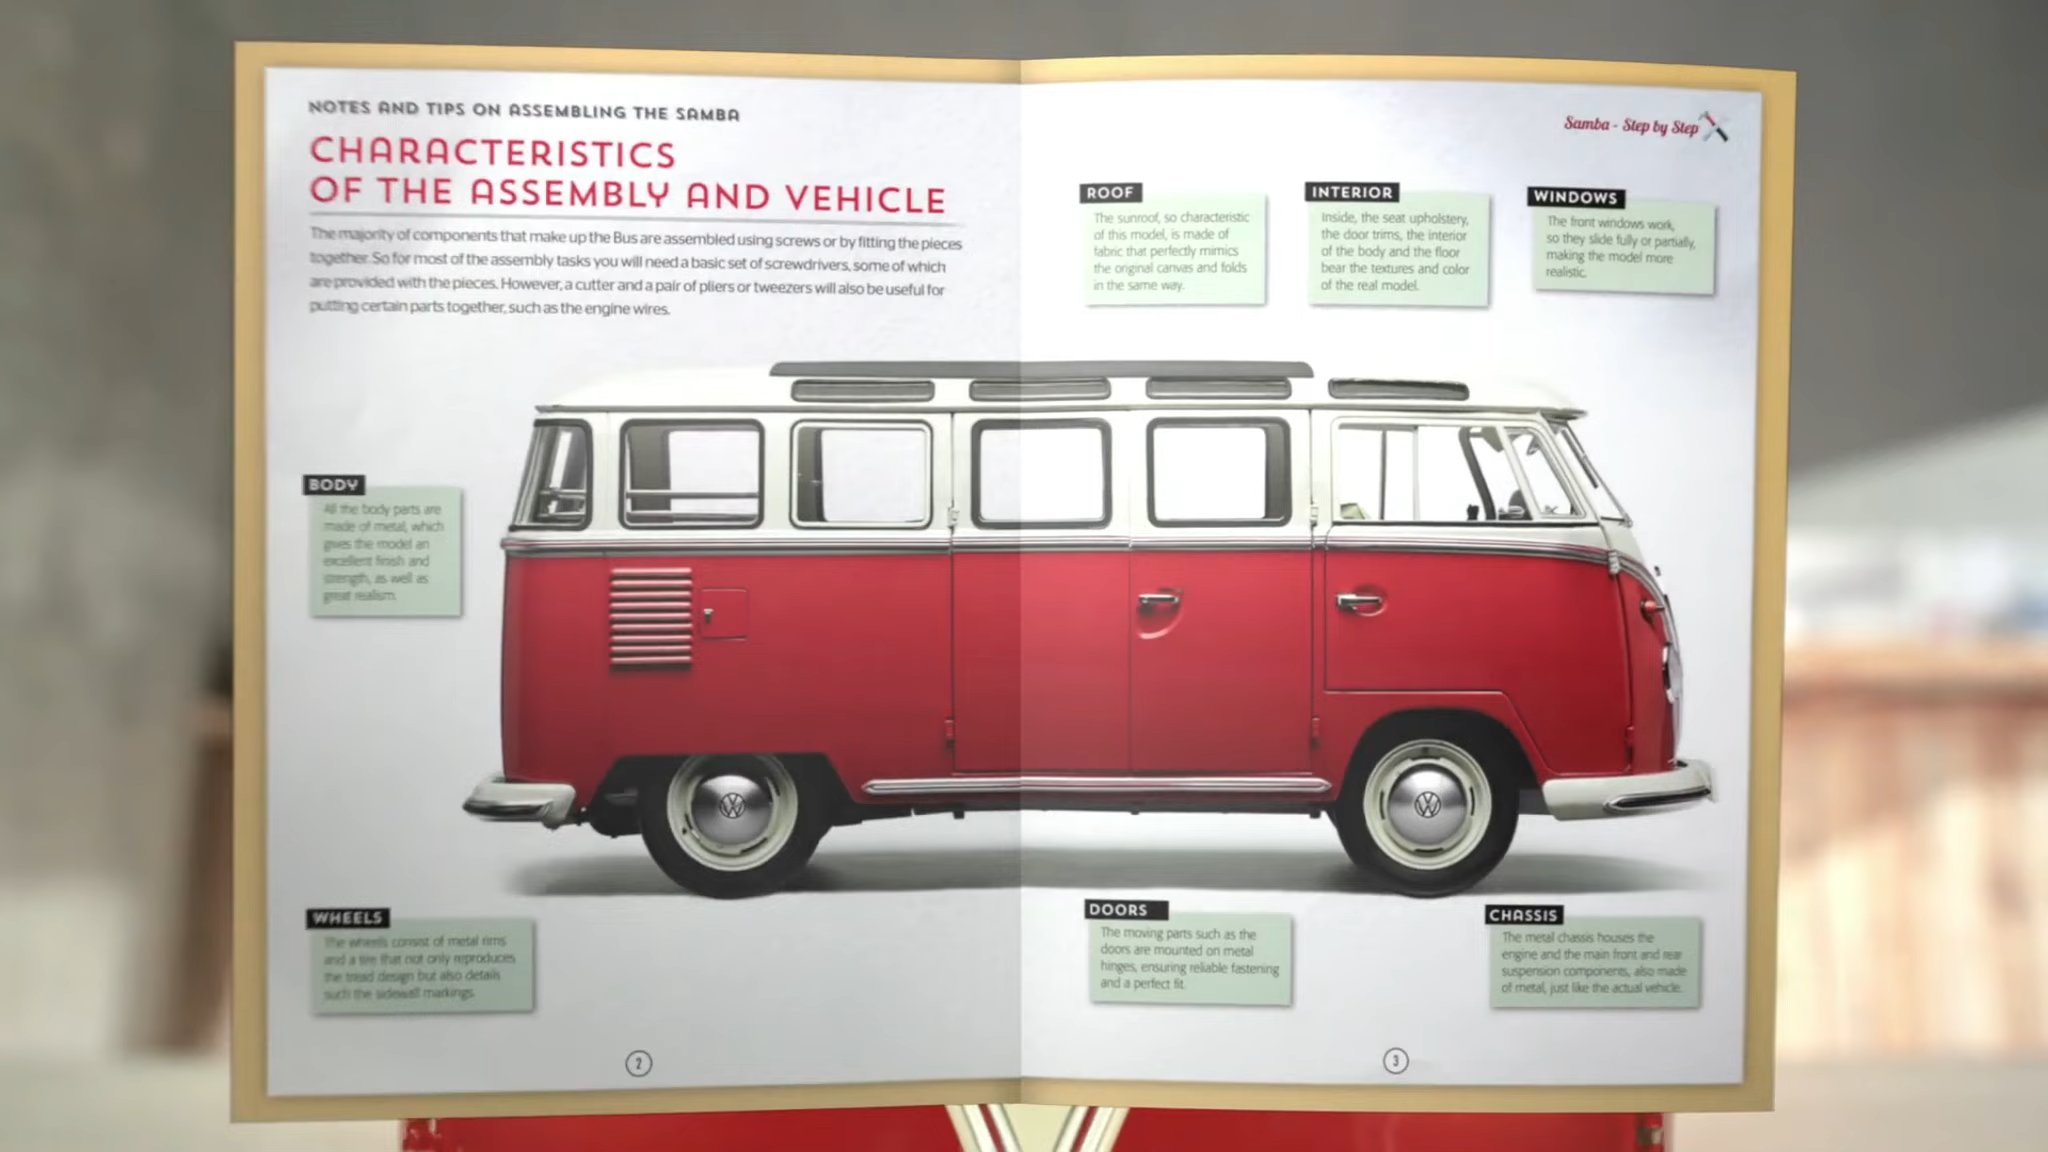 NOTES AND TIPS ON ASSEMBLING THE SAMBA
CHARACTERISTICS
OF THE ASSEMBLY AND VEHICLE
The majority of components that make up the Bus are assembled using screws or by fitting the pieces
together. So for most of the assembly tasks you will need a basic set of screwdrivers, some of which
are provided with the pieces. However, a cutter and a pair of pliers or tweezers will also be useful for
putting certain parts together, such as the engine wires.
BODY
All the body parts are
made of metal, which
gives the model an
excellent finish and
strength, as well as
great realism.
WHEELS
The wheels consist of metal rims
and a tire that not only reproduces
the tread design but also details
such the sidewall markings.
2
Samba - Step by Step
ROOF
The sunroof, so characteristic
of this model, is made of
fabric that perfectly mimics
the original canvas and folds
in the same way.
INTERIOR
Inside, the seat upholstery,
the door trims, the interior
of the body and the floor
bear the textures and color
of the real model.
WINDOWS
The front windows work,
so they slide fully or partially,
making the model more
realistic.
DOORS
The moving parts such as the
doors are mounted on metal
hinges, ensuring reliable fastening
and a perfect fit.
CHASSIS
The metal chassis houses the
engine and the main front and rear
suspension components, also made
of metal, just like the actual vehicle.
3